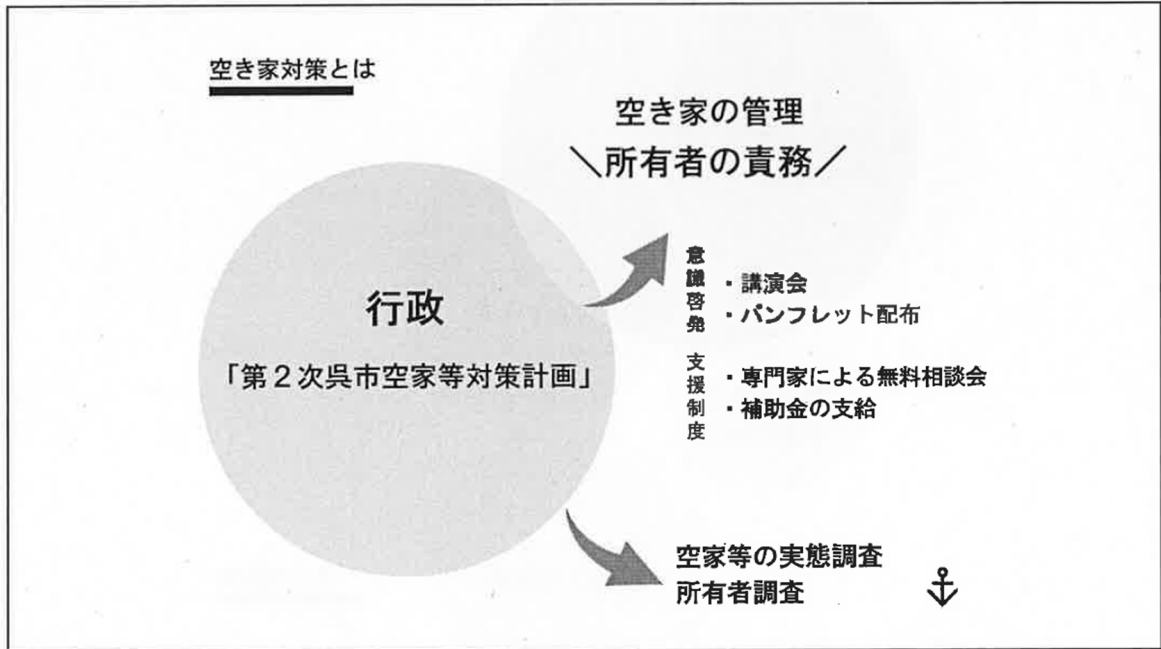 空き家対策とは
空き家の管理
＼所有者の責務／
行政
「第２次呉市空家等対策計画」
意識啓発
・講演会
・パンフレット配布
支援制度
・専門家による無料相談会
・補助金の支給
空家等の実態調査
所有者調査